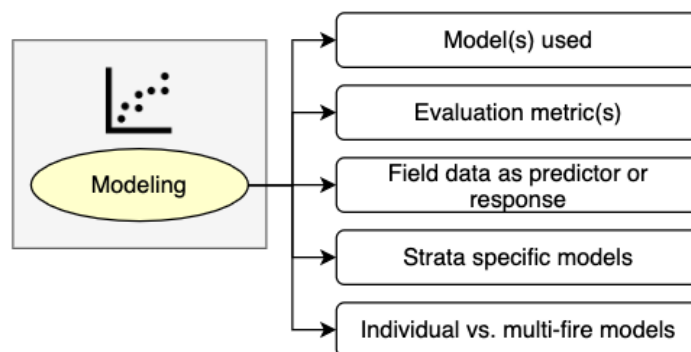 Model(s) used
Evaluation metric(s)
Modeling
Field data as predictor or
response
Strata specific models
Individual vs. multi-fire models